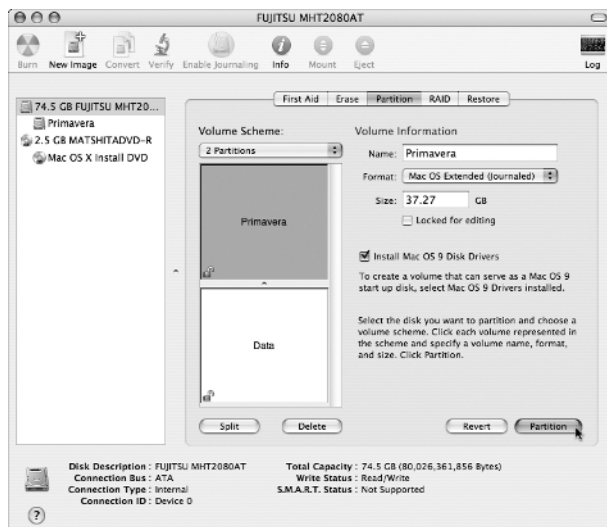 FUJITSU MHT2080AT
Burn New Image Convert Verify Enable Journaling Info Mount Eject Log
74.5 GB FUJITSU MHT20...
Primavera
2.5 GB MATSHITADVD-R
Mac OS X Install DVD
First Aid Erase Partition RAID Restore
Volume Scheme:
2 Partitions
Primavera
Data
Split Delete
Volume Information
Name: Primavera
Format: Mac OS Extended (Journaled)
Size: 37.27 GB
Locked for editing
Install Mac OS 9 Disk Drivers
To create a volume that can serve as a Mac OS 9
start up disk, select Mac OS 9 Drivers installed.
Select the disk you want to partition and choose a
volume scheme. Click each volume represented in
the scheme and specify a volume name, format,
and size. Click Partition.
Revert Partition
Disk Description : FUJITSU MHT2080AT
Connection Bus : ATA
Connection Type : Internal
Connection ID : Device 0
Total Capacity : 74.5 GB (80,026,361,856 Bytes)
Write Status : Read/Write
S.M.A.R.T. Status : Not Supported
?